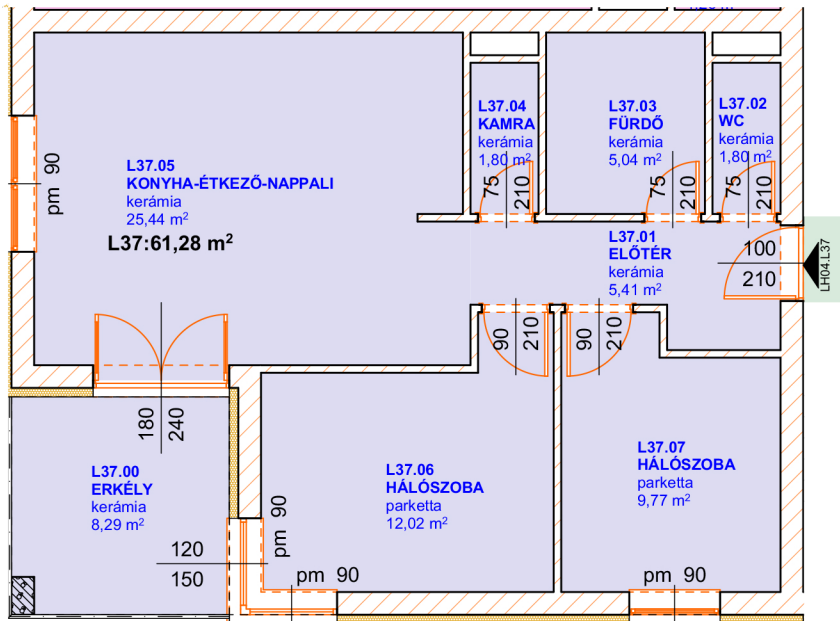 L37.04
KAMRA
kerámia
1,80 m²
75
210
L37.03
FÜRDŐ
kerámia
5,04 m²
75
210
L37.02
WC
kerámia
1,80 m²
75
210
pm 90
L37.05
KONYHA-ÉTKEZŐ-NAPPALI
kerámia
25,44 m²
L37:61,28 m²
L37.01
ELŐTÉR
kerámia
5,41 m²
100
210
LH04.L37
90
210
90
210
180
240
L37.00
ERKÉLY
kerámia
8,29 m²
L37.06
HÁLÓSZOBA
parketta
12,02 m²
L37.07
HÁLÓSZOBA
parketta
9,77 m²
120
150
pm 90
pm 90
pm 90